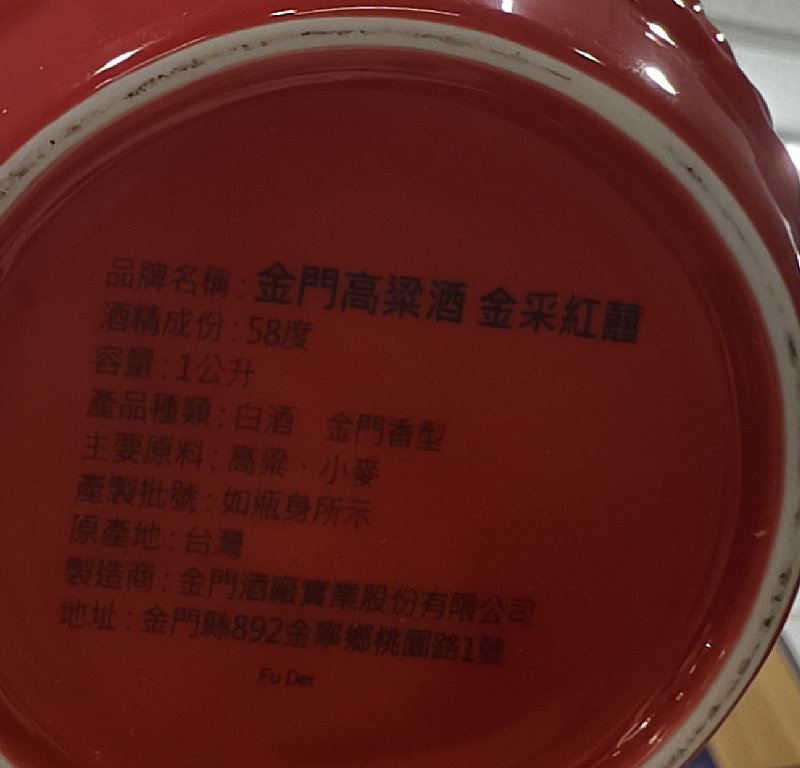 品牌名稱：金門高粱酒 金采紅囍
酒精成份：58度
容量：1公升
產品種類：白酒　金門香型
主要原料：高粱、小麥
產製批號：如瓶身所示
原產地：台灣
製造商：金門酒廠實業股份有限公司
地址：金門縣892金寧鄉桃園路1號
Fu Der